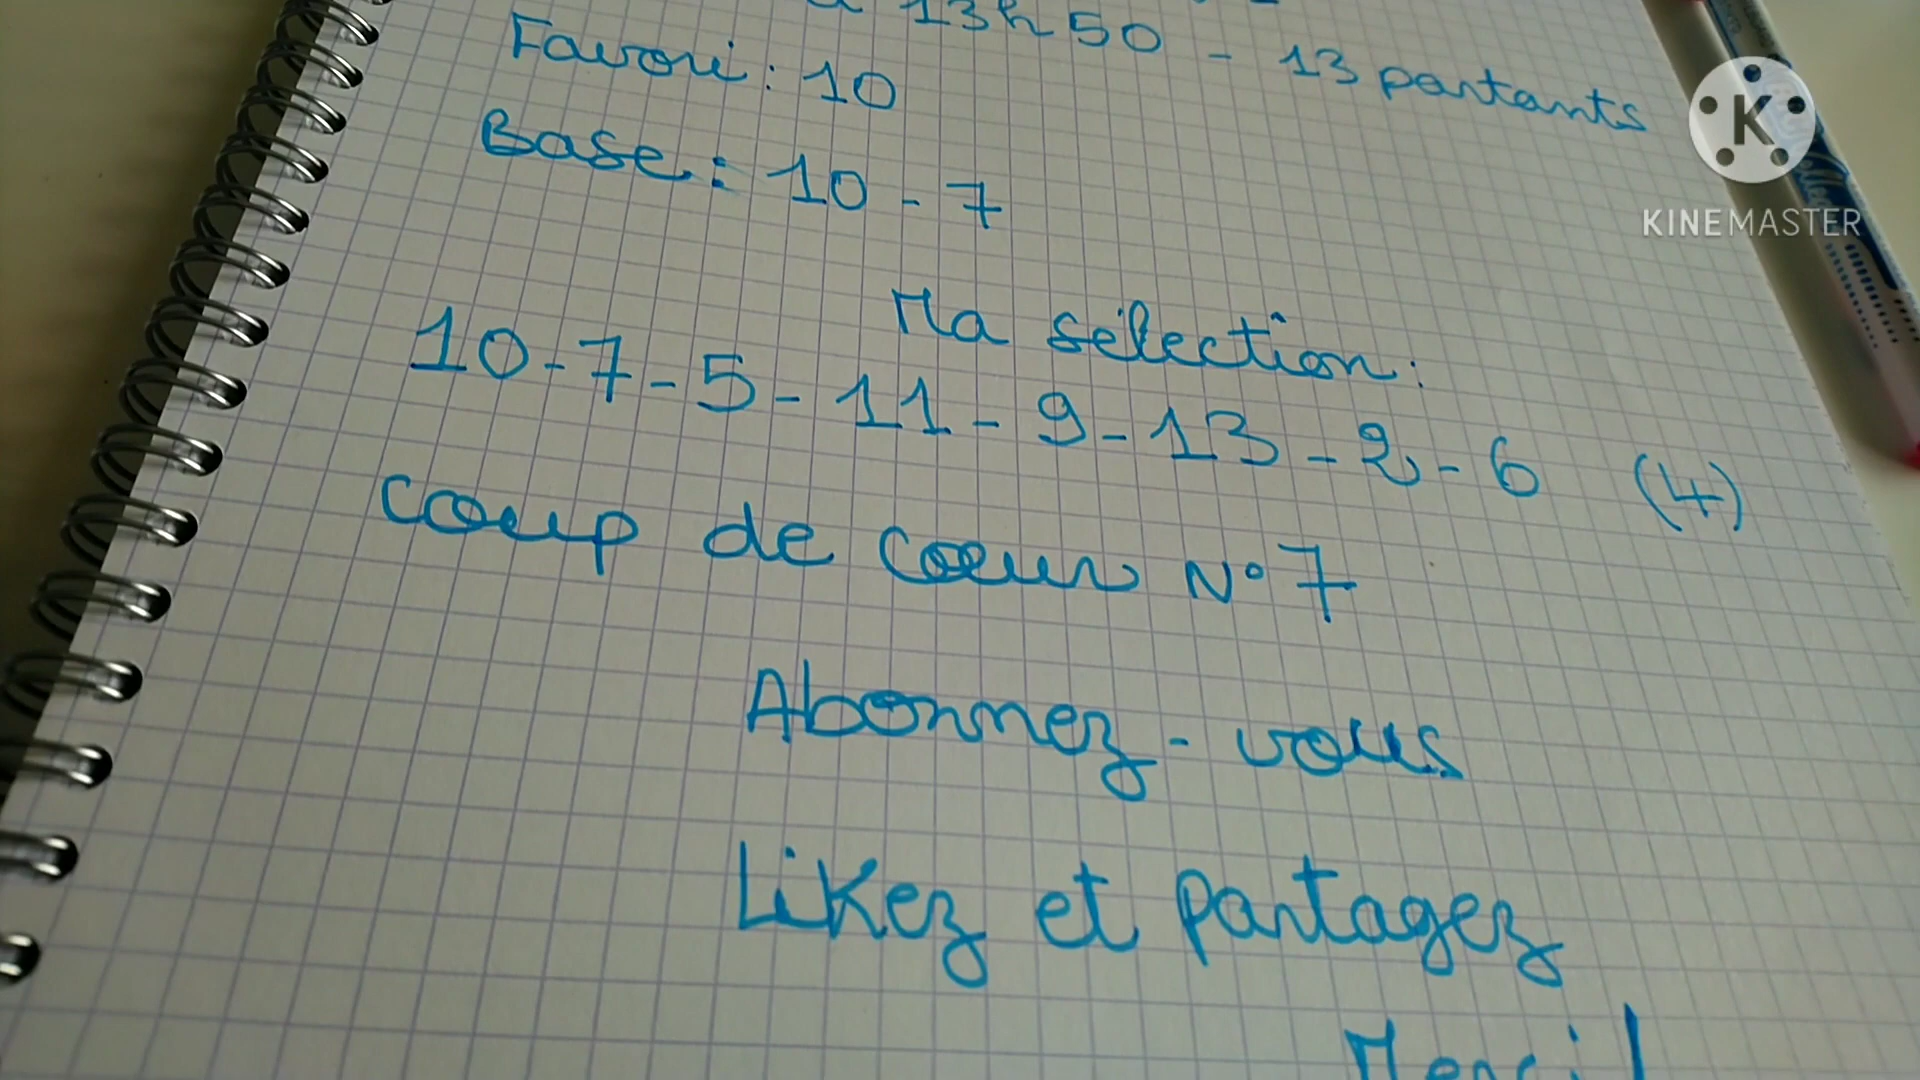 13h50 - 13 partants
Favori : 10
Base : 10 - 7
Ma sélection :
10 - 7 - 5 - 11 - 9 - 13 - 2 - 6 (4)
coup de coeur N° 7
Abonnez - vous
Likez et partagez
Merci !
K
KINEMASTER